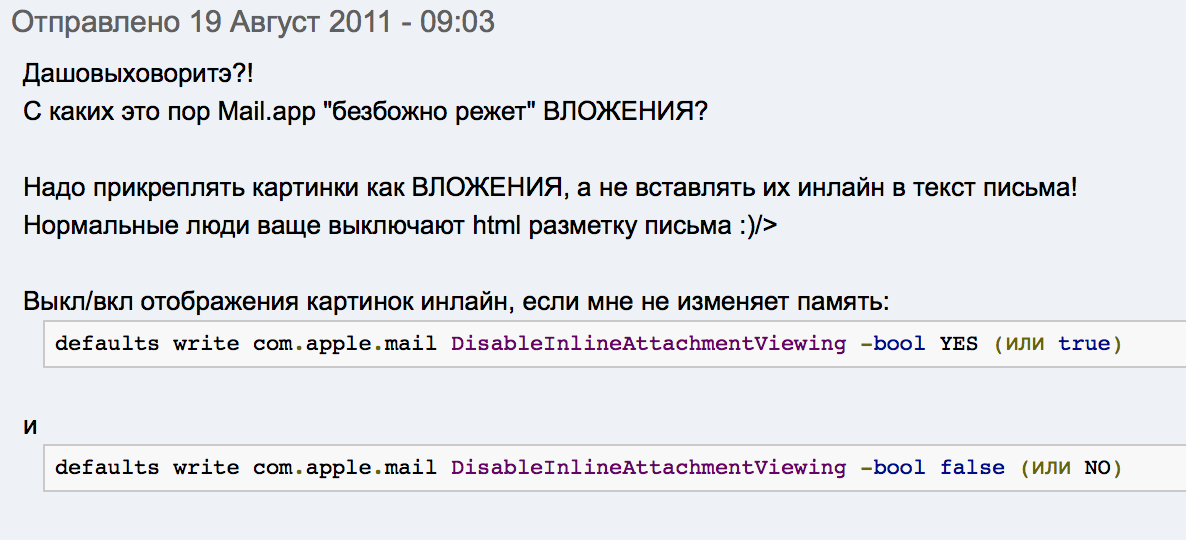 Отправлено 19 Август 2011 - 09:03
Дашовыховоритэ?!
С каких это пор Mail.app "безбожно режет" ВЛОЖЕНИЯ?
Надо прикреплять картинки как ВЛОЖЕНИЯ, а не вставлять их инлайн в текст письма!
Нормальные люди ваще выключают html разметку письма :)/>
Выкл/вкл отображения картинок инлайн, если мне не изменяет память:
defaults write com.apple.mail DisableInlineAttachmentViewing -bool YES (или true)
и
defaults write com.apple.mail DisableInlineAttachmentViewing -bool false (или NO)